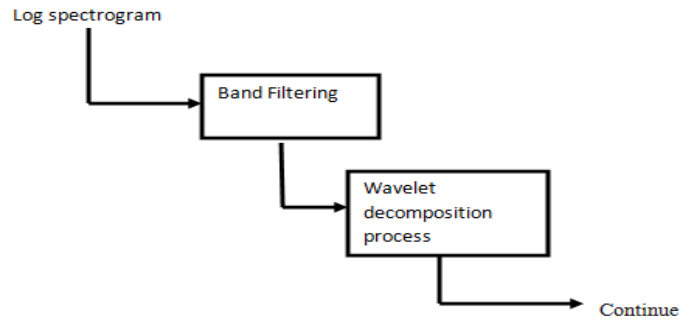 Log spectrogram
Band Filtering
Wavelet
decomposition
process
Continue